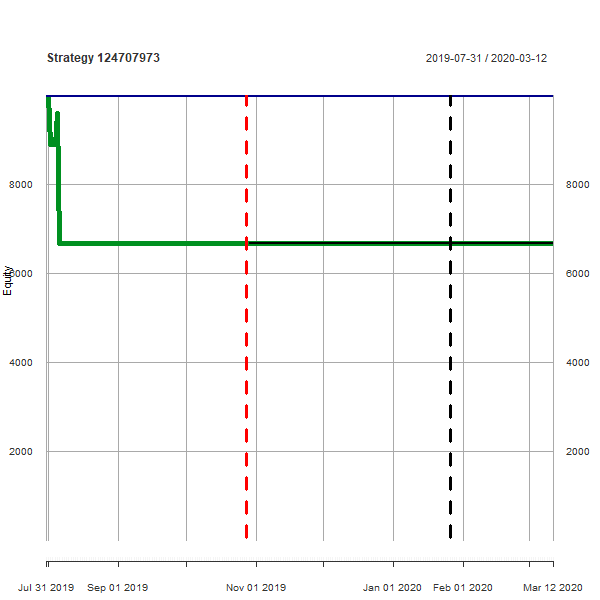 Strategy 124707973
2019-07-31 / 2020-03-12
8000
8000
Equity
6000
6000
4000
4000
2000
2000
Jul 31 2019
Sep 01 2019
Nov 01 2019
Jan 01 2020
Feb 01 2020
Mar 12 2020